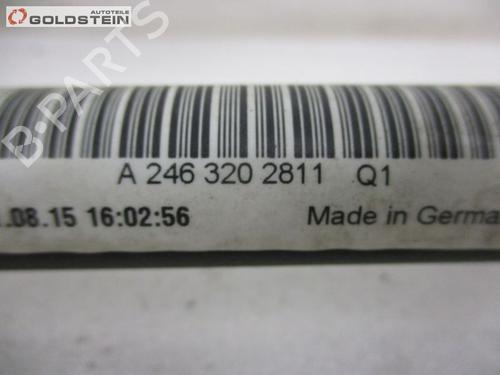 AUTOTEILE
GOLDSTEIN
B-PARTS
A 246 320 2811 Q1
.08.15 16:02:56
Made in Germa